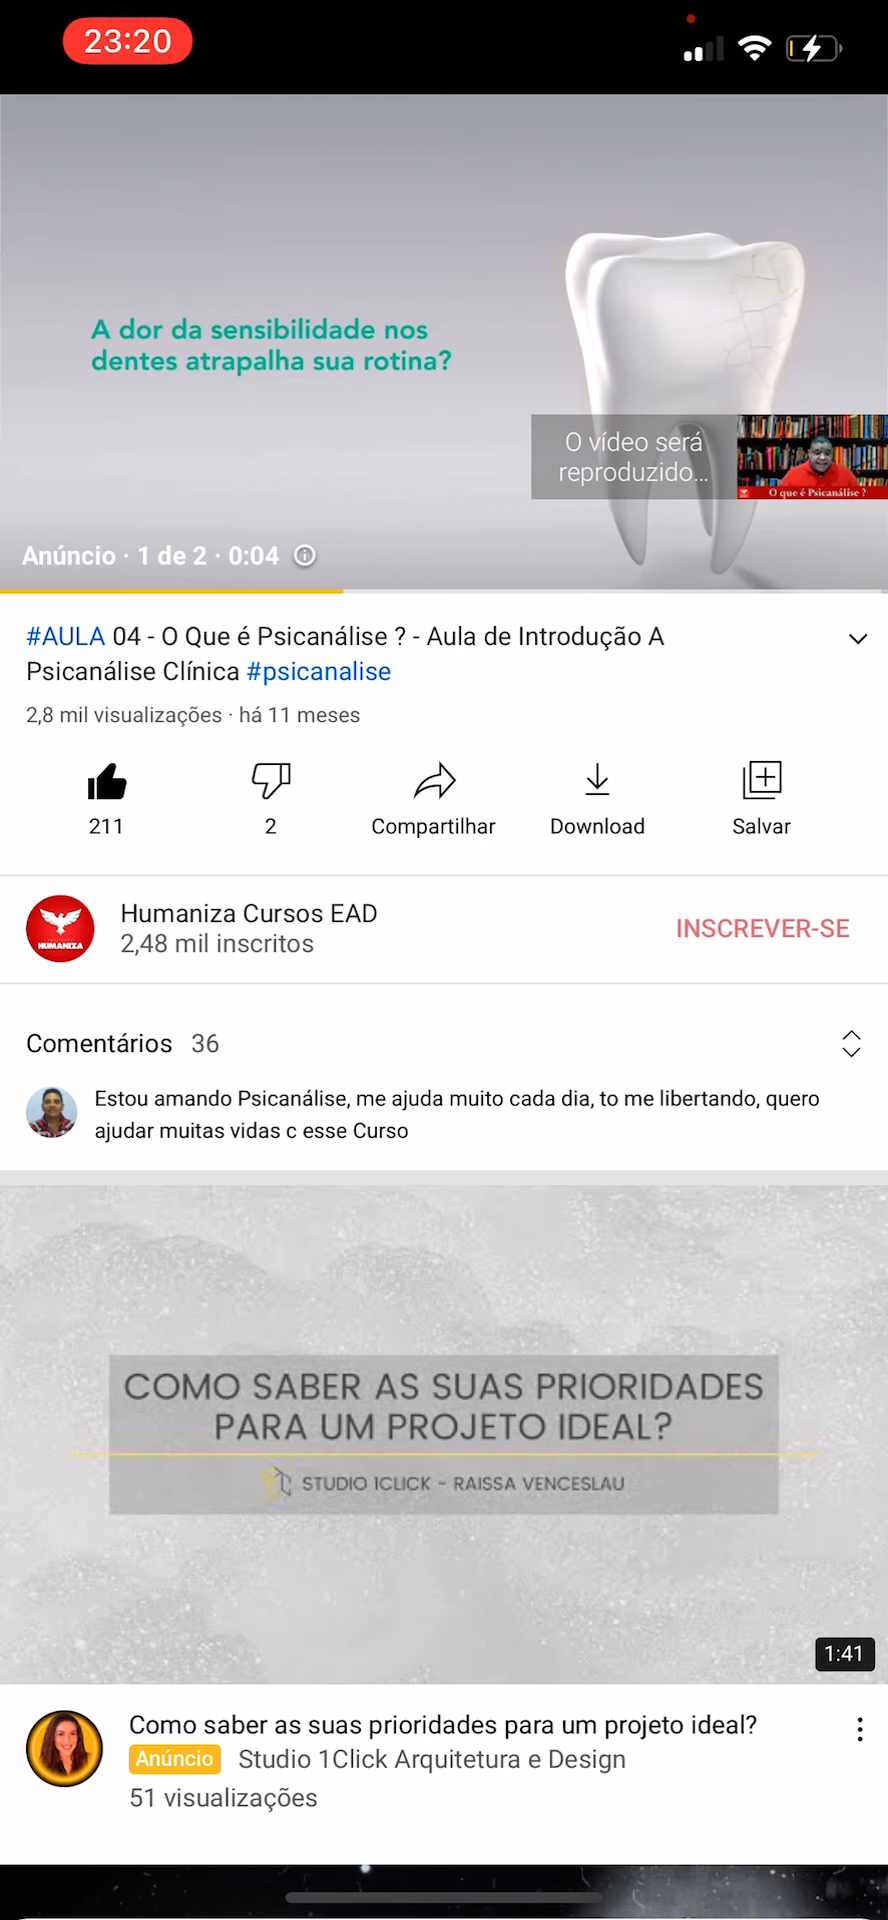 23:20
A dor da sensibilidade nos
dentes atrapalha sua rotina?
O vídeo será
reproduzido...
O que é Psicanálise ?
Anúncio · 1 de 2 · 0:04
#AULA 04 - O Que é Psicanálise ? - Aula de Introdução A
Psicanálise Clínica #psicanalise
2,8 mil visualizações · há 11 meses
211
2
Compartilhar
Download
Salvar
HUMANIZA
Humaniza Cursos EAD
2,48 mil inscritos
INSCREVER-SE
Comentários 36
Estou amando Psicanálise, me ajuda muito cada dia, to me libertando, quero
ajudar muitas vidas c esse Curso
COMO SABER AS SUAS PRIORIDADES
PARA UM PROJETO IDEAL?
STUDIO 1CLICK - RAISSA VENCESLAU
1:41
Como saber as suas prioridades para um projeto ideal?
Anúncio Studio 1Click Arquitetura e Design
51 visualizações